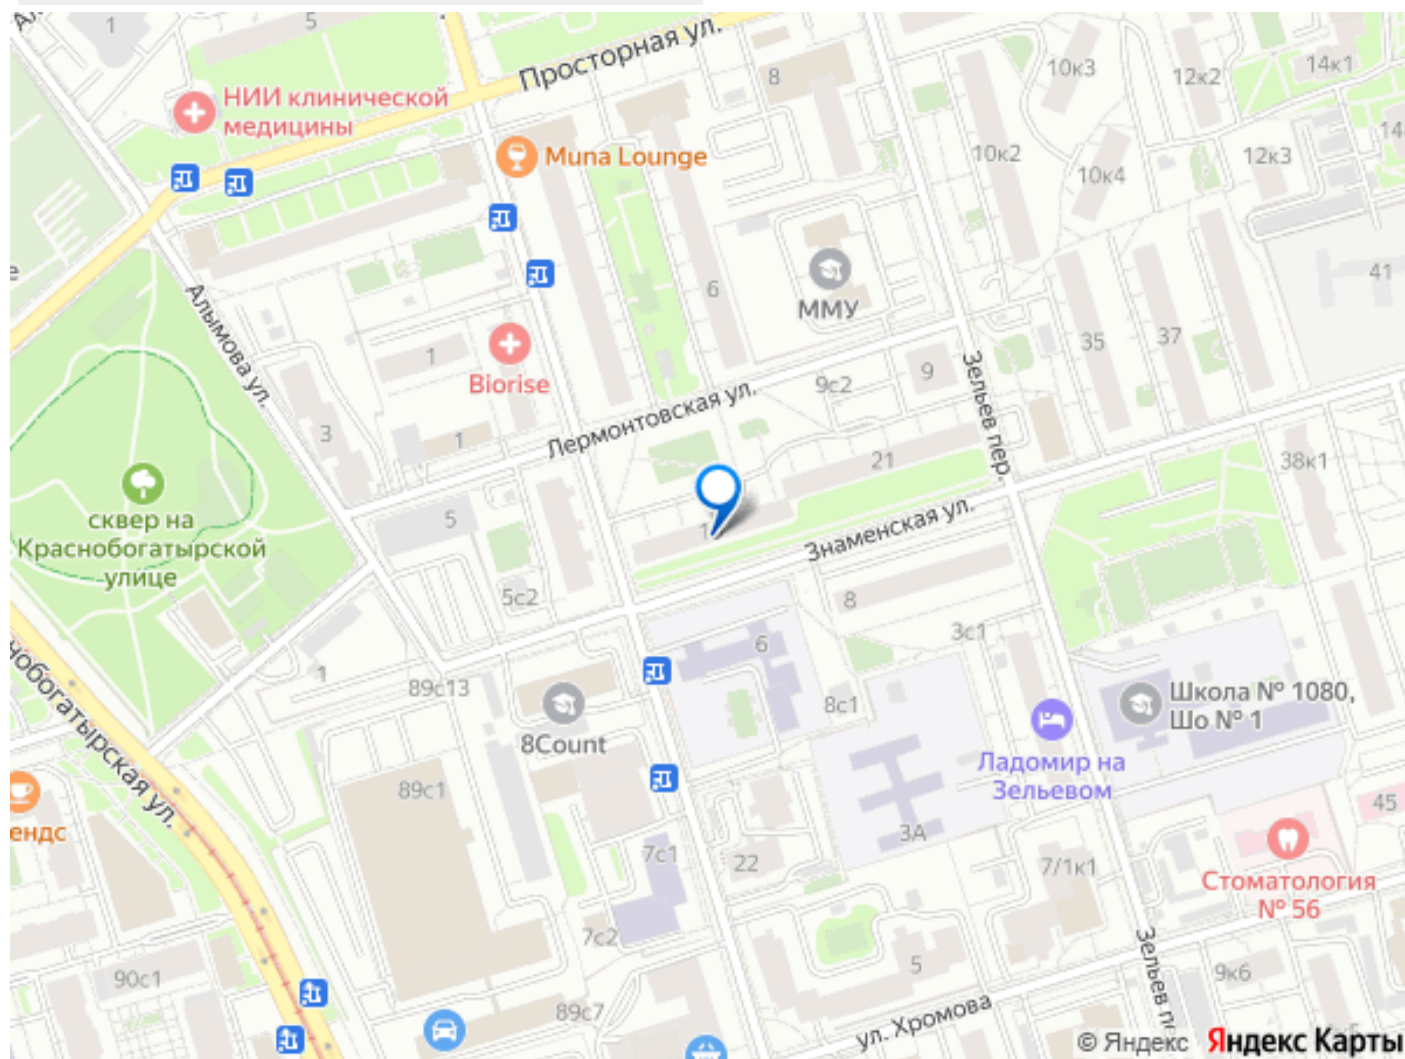 1
5
Просторная ул.
8
10к3
12к2
14к1
НИИ клинической
медицины
Muna Lounge
10к2
10к4
12к3
14
41
ММУ
6
Алымова ул.
1
Biorise
35
37
Зельев пер.
9с2
9
Лермонтовская ул.
3
1
21
38к1
сквер на
Краснобогатырской
улице
5
Знаменская ул.
5с2
8
3с1
6
1
89с13
8с1
Школа № 1080,
Шо № 1
8Count
Ладомир на
Зельевом
89с1
45
3А
7с1
22
7/1к1
Стоматология
№ 56
7с2
5
9к6
90с1
89с7
ул. Хромова
© Яндекс Яндекс Карты